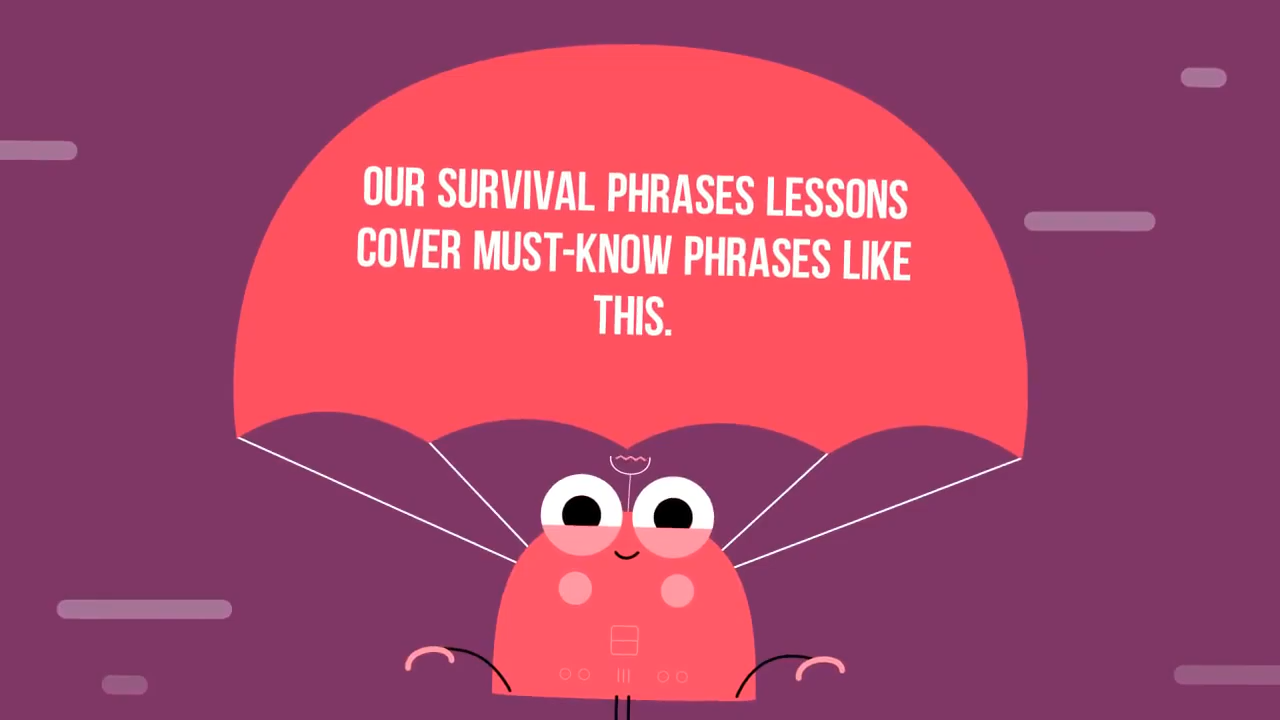 OUR SURVIVAL PHRASES LESSONS
COVER MUST-KNOW PHRASES LIKE
THIS.